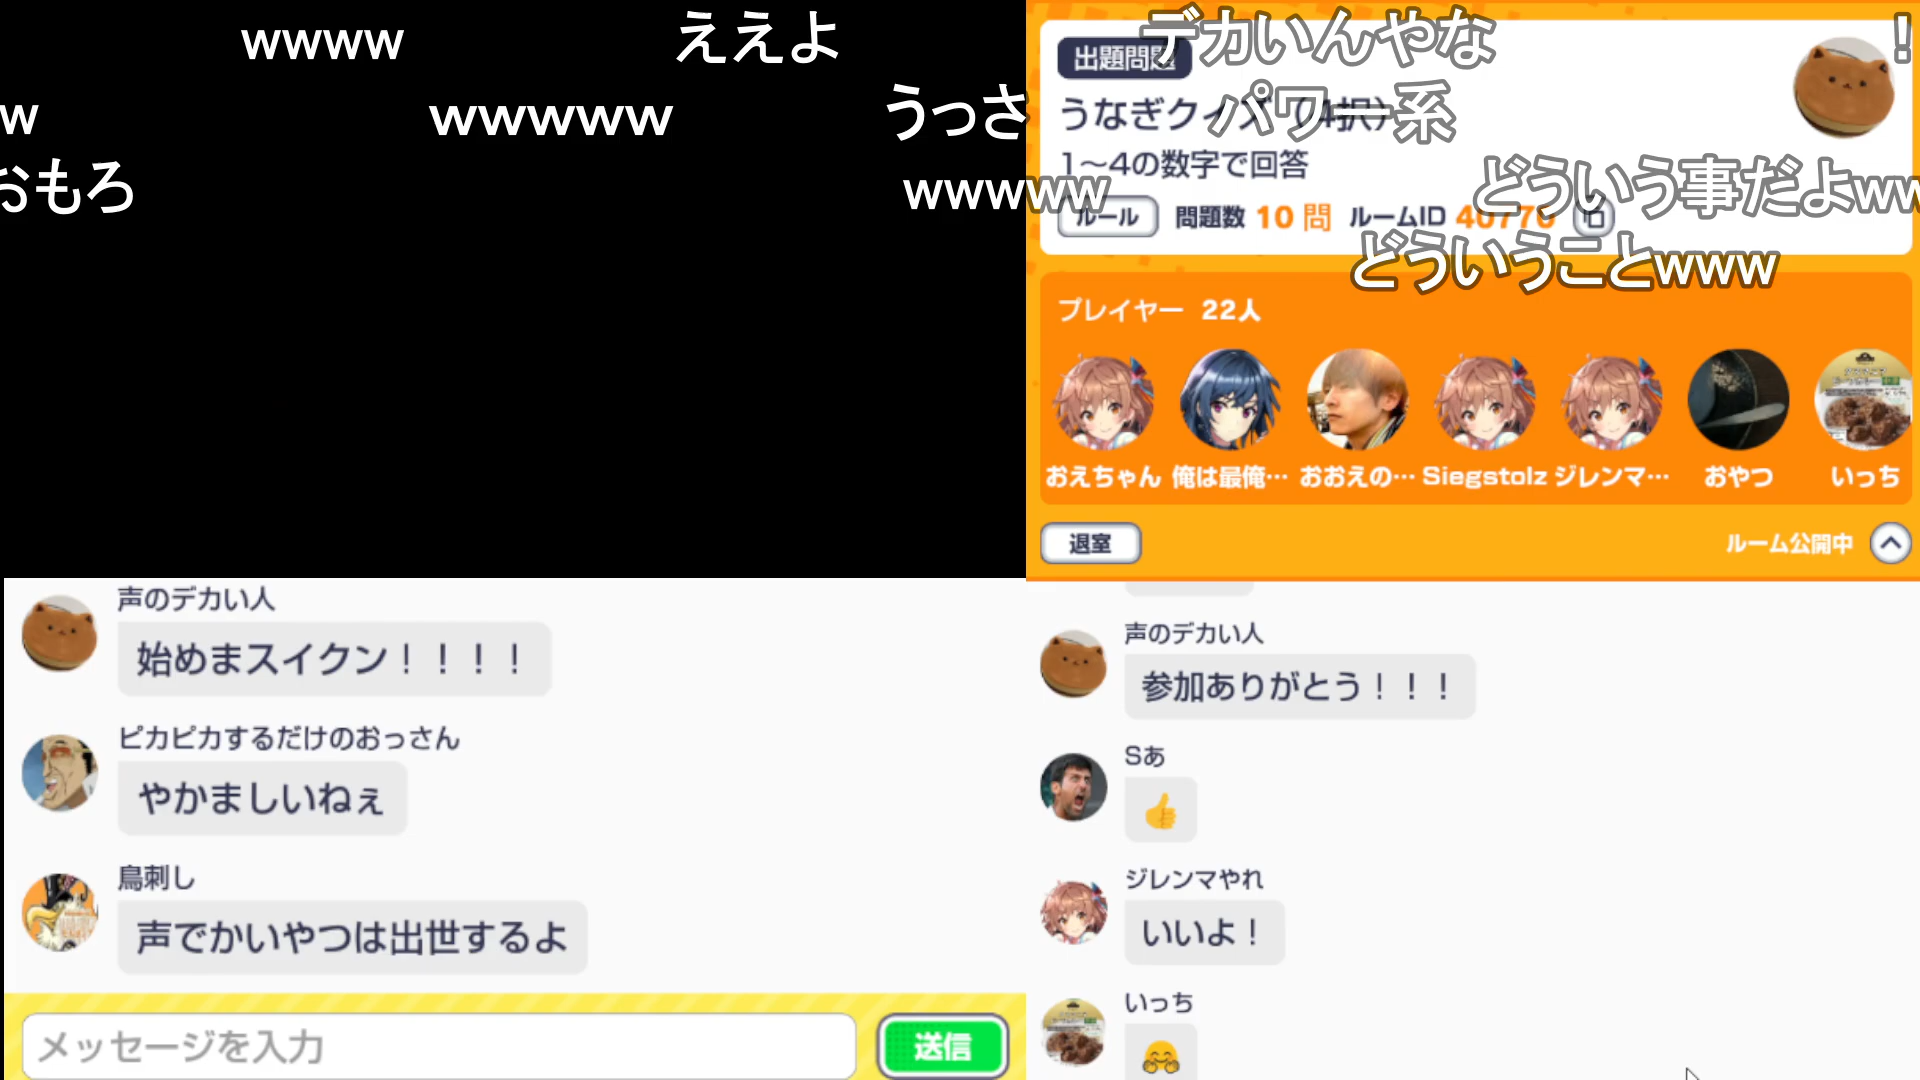 wwww
ええよ
w
wwwww
うっさ
おもろ
wwwww
デカいんやな
！
パワー系
どういう事だよww
どういうことwww
出題問題
うなぎクイズ（4択）
1〜4の数字で回答
ルール 問題数 10 問 ルームID 40770
プレイヤー 22人
おえちゃん 俺は最俺… おおえの… Siegstolz ジレンマ… おやつ いっち
退室
ルーム公開中
声のデカい人
始めまスイクン！！！！
ピカピカするだけのおっさん
やかましいねぇ
鳥刺し
声でかいやつは出世するよ
メッセージを入力
送信
声のデカい人
参加ありがとう！！！
Sあ
👍
ジレンマやれ
いいよ！
いっち
🤗